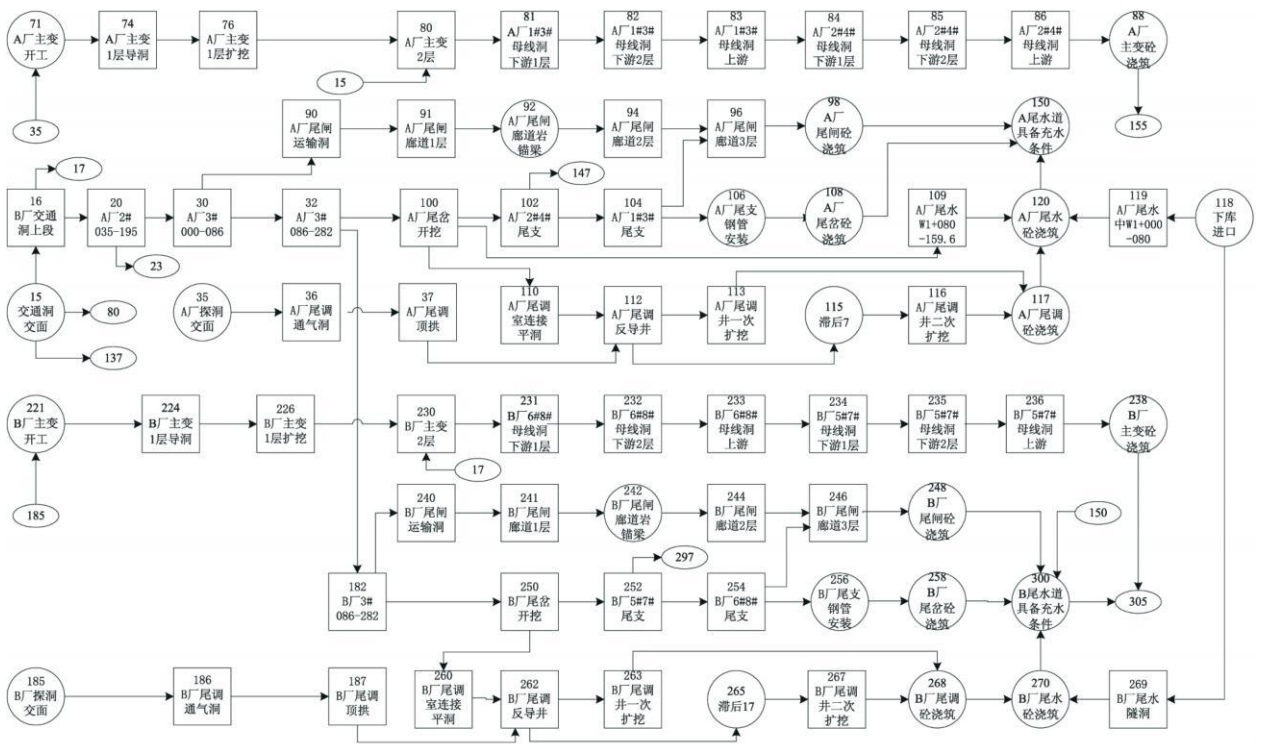 71
A厂主变
开工
74
A厂主变
1层导洞
76
A厂主变
1层扩挖
80
A厂主变
2层
81
A厂1#3#
母线洞
下游1层
82
A厂1#3#
母线洞
下游2层
83
A厂1#3#
母线洞
上游
84
A厂2#4#
母线洞
下游1层
85
A厂2#4#
母线洞
下游2层
86
A厂2#4#
母线洞
上游
88
A厂
主变砼
浇筑
15
35
155
90
A厂尾闸
运输洞
91
A厂尾闸
廊道1层
92
A厂尾闸
廊道岩
锚梁
94
A厂尾闸
廊道2层
96
A厂尾闸
廊道3层
98
A厂
尾闸砼
浇筑
150
A尾水道
具备充水
条件
17
147
16
B厂交通
洞上段
20
A厂2#
035-195
30
A厂3#
000-086
32
A厂3#
086-282
100
A厂尾岔
开挖
102
A厂2#4#
尾支
104
A厂1#3#
尾支
106
A厂尾支
钢管
安装
108
A厂
尾岔砼
浇筑
109
A厂尾水
W1+080
-159.6
120
A厂尾水
砼浇筑
119
A厂尾水
中W1+000
-080
118
下库
进口
23
15
交通洞
交面
80
137
35
A厂探洞
交面
36
A厂尾调
通气洞
37
A厂尾调
顶拱
110
A厂尾调
室连接
平洞
112
A厂尾调
反导井
113
A厂尾调
井一次
扩挖
115
滞后7
116
A厂尾调
井二次
扩挖
117
A厂尾调
砼浇筑
221
B厂主变
开工
224
B厂主变
1层导洞
226
B厂主变
1层扩挖
230
B厂主变
2层
231
B厂6#8#
母线洞
下游1层
232
B厂6#8#
母线洞
下游2层
233
B厂6#8#
母线洞
上游
234
B厂5#7#
母线洞
下游1层
235
B厂5#7#
母线洞
下游2层
236
B厂5#7#
母线洞
上游
238
B厂
主变砼
浇筑
17
185
240
B厂尾闸
运输洞
241
B厂尾闸
廊道1层
242
B厂尾闸
廊道岩
锚梁
244
B厂尾闸
廊道2层
246
B厂尾闸
廊道3层
248
B厂
尾闸砼
浇筑
150
297
182
B厂3#
086-282
250
B厂尾岔
开挖
252
B厂5#7#
尾支
254
B厂6#8#
尾支
256
B厂尾支
钢管
安装
258
B厂
尾岔砼
浇筑
300
B尾水道
具备充水
条件
305
185
B厂探洞
交面
186
B厂尾调
通气洞
187
B厂尾调
顶拱
260
B厂尾调
室连接
平洞
262
B厂尾调
反导井
263
B厂尾调
井一次
扩挖
265
滞后17
267
B厂尾调
井二次
扩挖
268
B厂尾调
砼浇筑
270
B厂尾水
砼浇筑
269
B厂尾水
隧洞